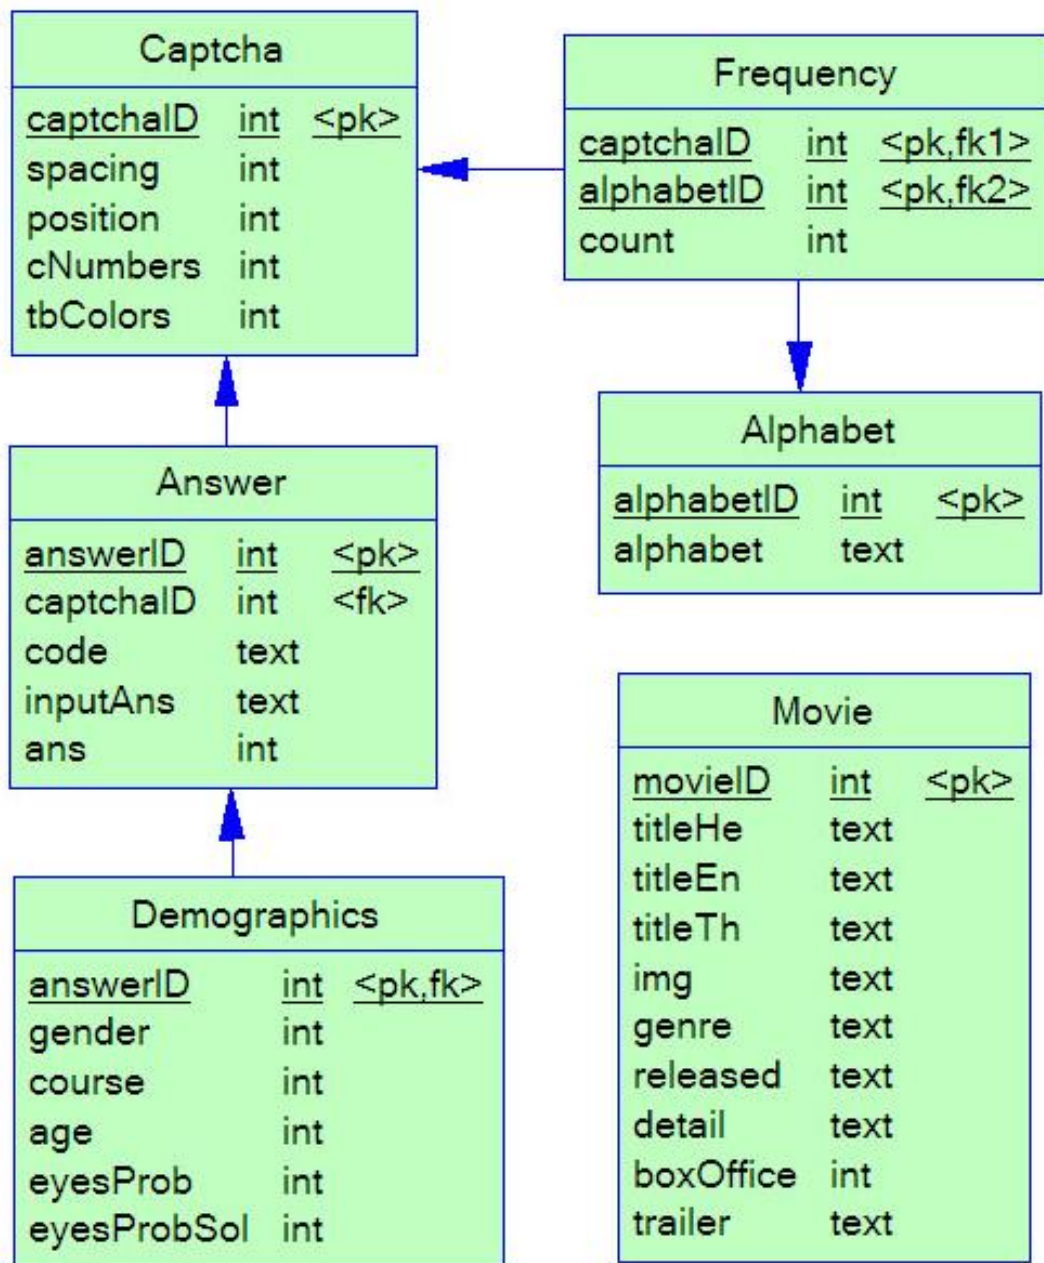 Captcha
captchaID int <pk>
spacing int
position int
cNumbers int
tbColors int
Frequency
captchaID int <pk,fk1>
alphabetID int <pk,fk2>
count int
Alphabet
alphabetID int <pk>
alphabet text
Answer
answerID int <pk>
captchaID int <fk>
code text
inputAns text
ans int
Demographics
answerID int <pk,fk>
gender int
course int
age int
eyesProb int
eyesProbSol int
Movie
movieID int <pk>
titleHe text
titleEn text
titleTh text
img text
genre text
released text
detail text
boxOffice int
trailer text